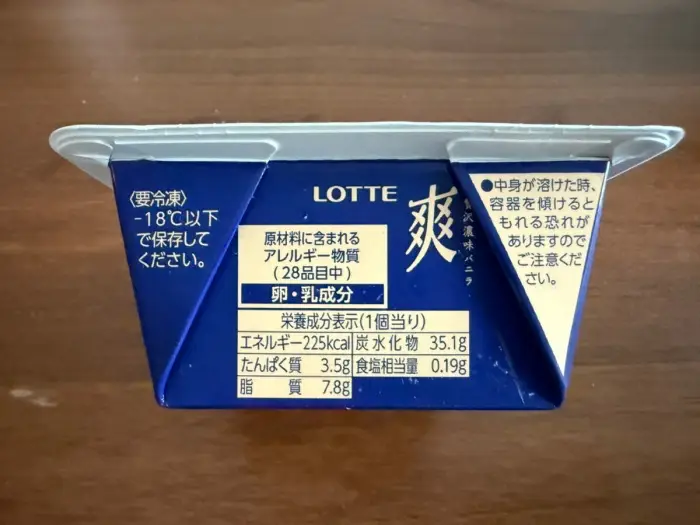 〈要冷凍〉
-18℃以下
で保存して
ください。
LOTTE
爽
贅沢濃味バニラ
原材料に含まれる
アレルギー物質
(28品目中)
卵・乳成分
栄養成分表示(1個当り)
エネルギー225kcal 炭水化物 35.1g
たんぱく質 3.5g 食塩相当量 0.19g
脂質 7.8g
●中身が溶けた時、
容器を傾けると
もれる恐れが
ありますので
ご注意くだ
さい。